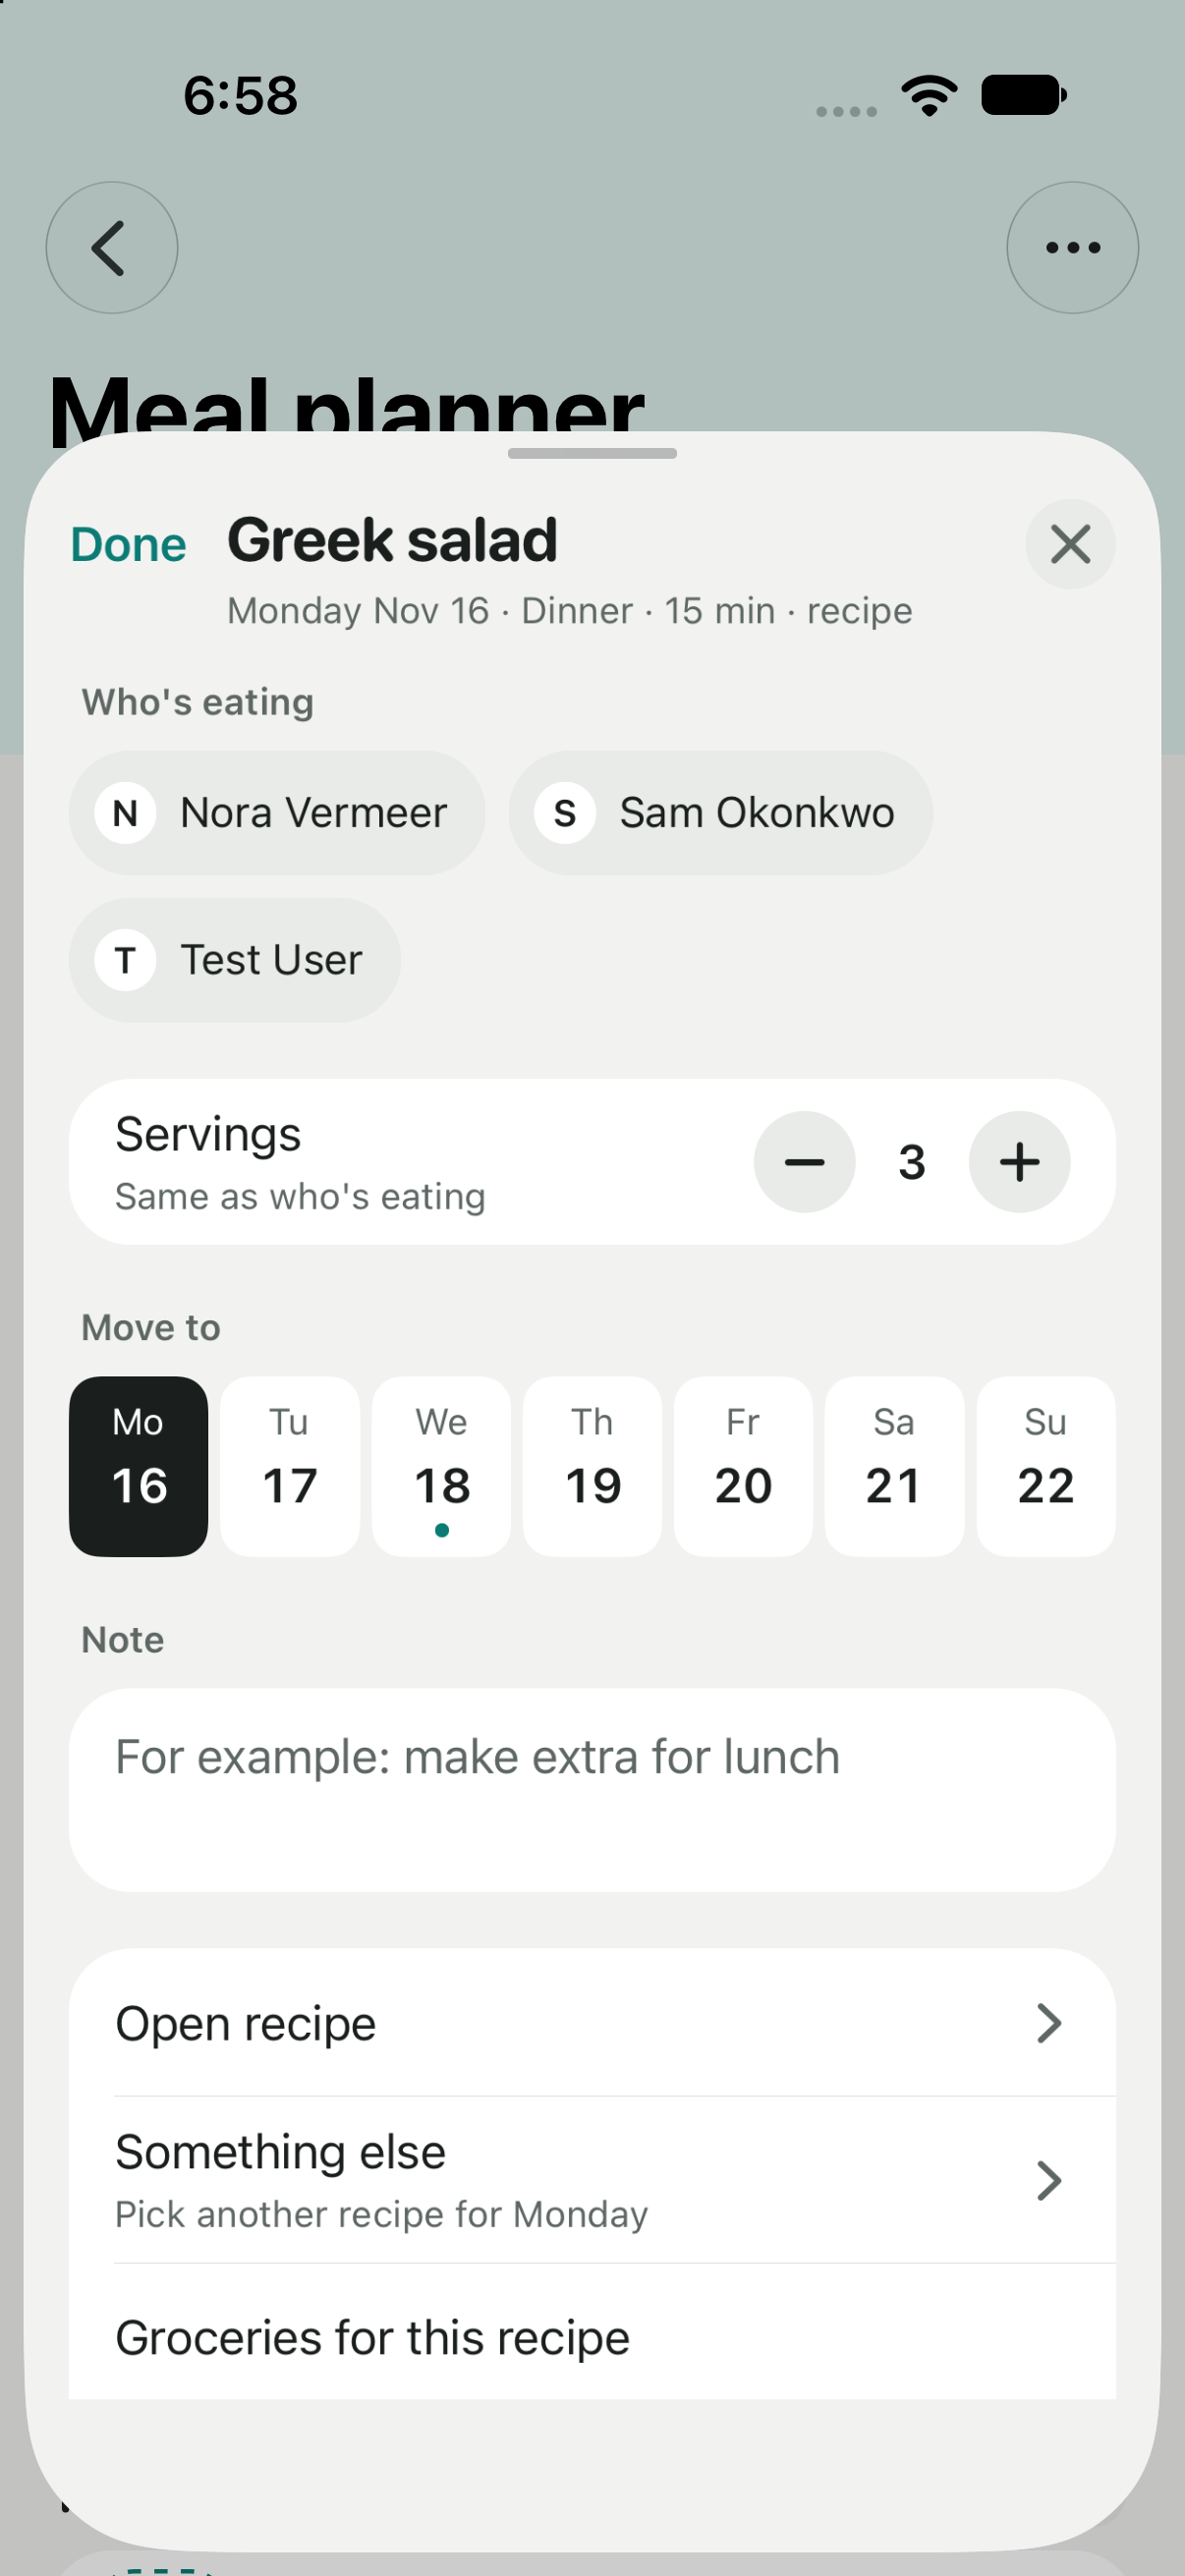 6:58
Meal planner
Done
Greek salad
Monday Nov 16 · Dinner · 15 min · recipe
Who's eating
N Nora Vermeer
S Sam Okonkwo
T Test User
Servings
Same as who's eating
3
Move to
Mo Tu We Th Fr Sa Su
16 17 18 19 20 21 22
Note
For example: make extra for lunch
Open recipe
Something else
Pick another recipe for Monday
Groceries for this recipe